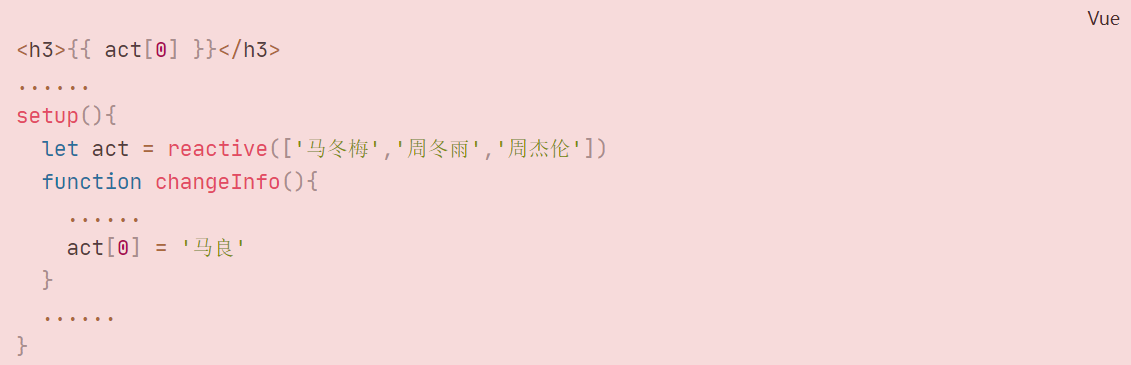 Vue
<h3>{{ act[0] }}</h3>
......
setup(){
  let act = reactive(['马冬梅','周冬雨','周杰伦'])
  function changeInfo(){
    ......
    act[0] = '马良'
  }
  ......
}